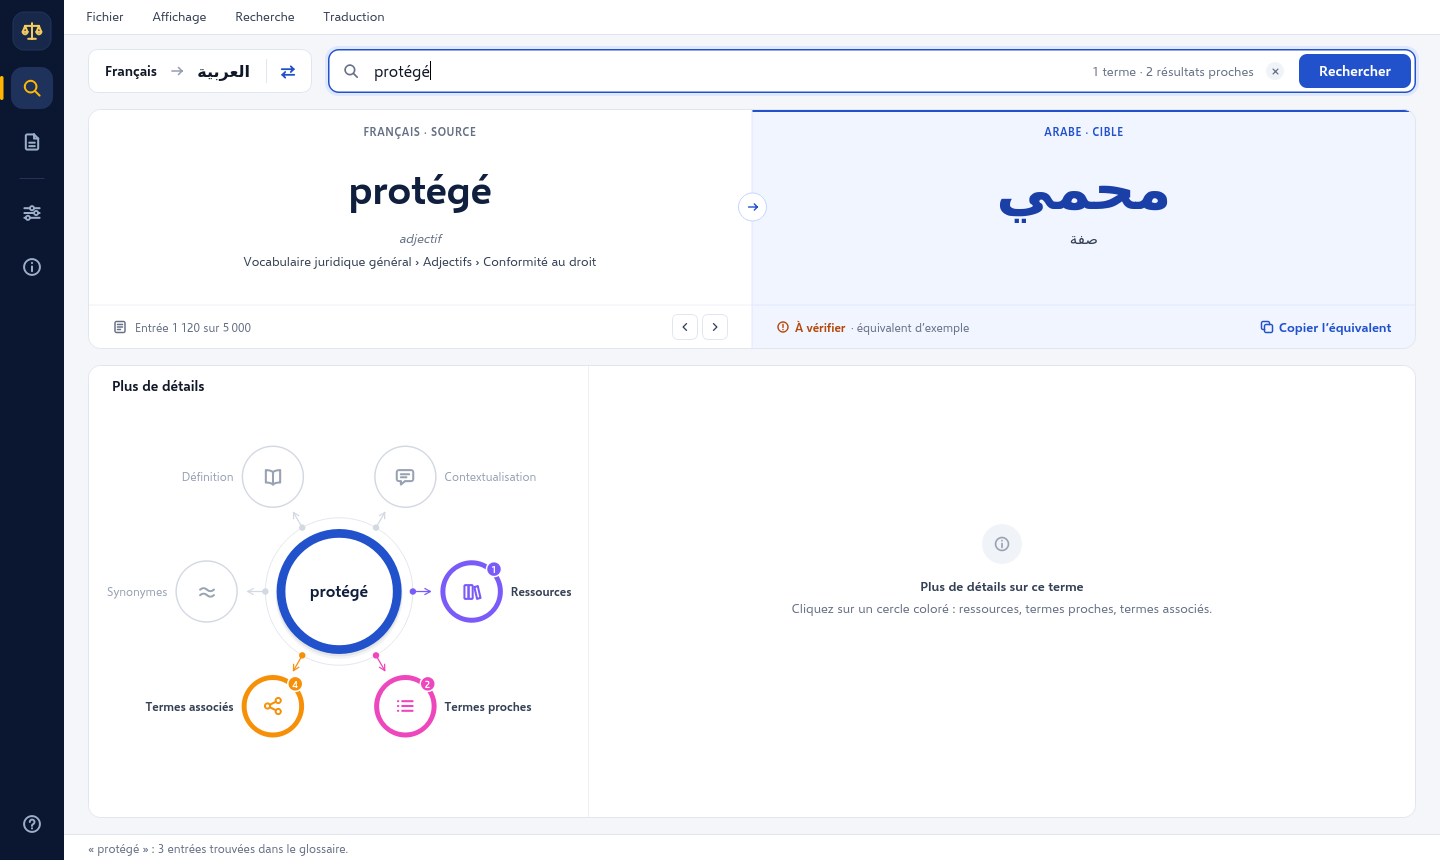 Fichier Affichage Recherche Traduction
Français → العربية
protégé
1 terme · 2 résultats proches
Rechercher
FRANÇAIS · SOURCE
protégé
adjectif
Vocabulaire juridique général › Adjectifs › Conformité au droit
Entrée 1 120 sur 5 000
ARABE · CIBLE
محمي
صفة
À vérifier · équivalent d’exemple
Copier l’équivalent
Plus de détails
Définition
Contextualisation
Synonymes
protégé
1
Ressources
4
Termes associés
2
Termes proches
Plus de détails sur ce terme
Cliquez sur un cercle coloré : ressources, termes proches, termes associés.
« protégé » : 3 entrées trouvées dans le glossaire.